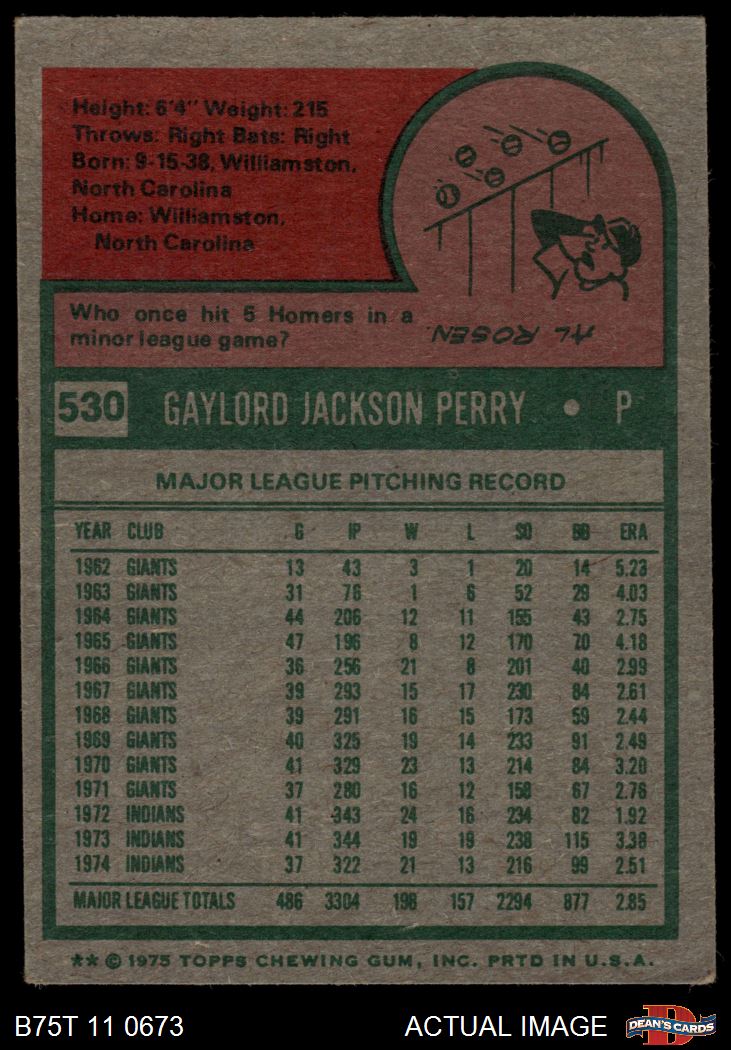 Height: 6'4" Weight: 215
Throws: Right Bats: Right
Born: 9-15-38, Williamston,
North Carolina
Home: Williamston,
North Carolina
Who once hit 5 Homers in a
minor league game?
AL ROSEN.
530 GAYLORD JACKSON PERRY • P
MAJOR LEAGUE PITCHING RECORD
YEAR CLUB G IP W L SO BB ERA
1962 GIANTS 13 43 3 1 20 14 5.23
1963 GIANTS 31 76 1 6 52 29 4.03
1964 GIANTS 44 206 12 11 155 43 2.75
1965 GIANTS 47 196 8 12 170 70 4.18
1966 GIANTS 36 256 21 8 201 40 2.99
1967 GIANTS 39 293 15 17 230 84 2.61
1968 GIANTS 39 291 16 15 173 59 2.44
1969 GIANTS 40 325 19 14 233 91 2.49
1970 GIANTS 41 329 23 13 214 84 3.20
1971 GIANTS 37 280 16 12 158 67 2.76
1972 INDIANS 41 343 24 16 234 82 1.92
1973 INDIANS 41 344 19 19 238 115 3.38
1974 INDIANS 37 322 21 13 216 99 2.51
MAJOR LEAGUE TOTALS 486 3304 198 157 2294 877 2.85
** © 1975 TOPPS CHEWING GUM, INC. PRTD IN U.S.A.
B75T 11 0673 ACTUAL IMAGE D DEAN'S CARDS